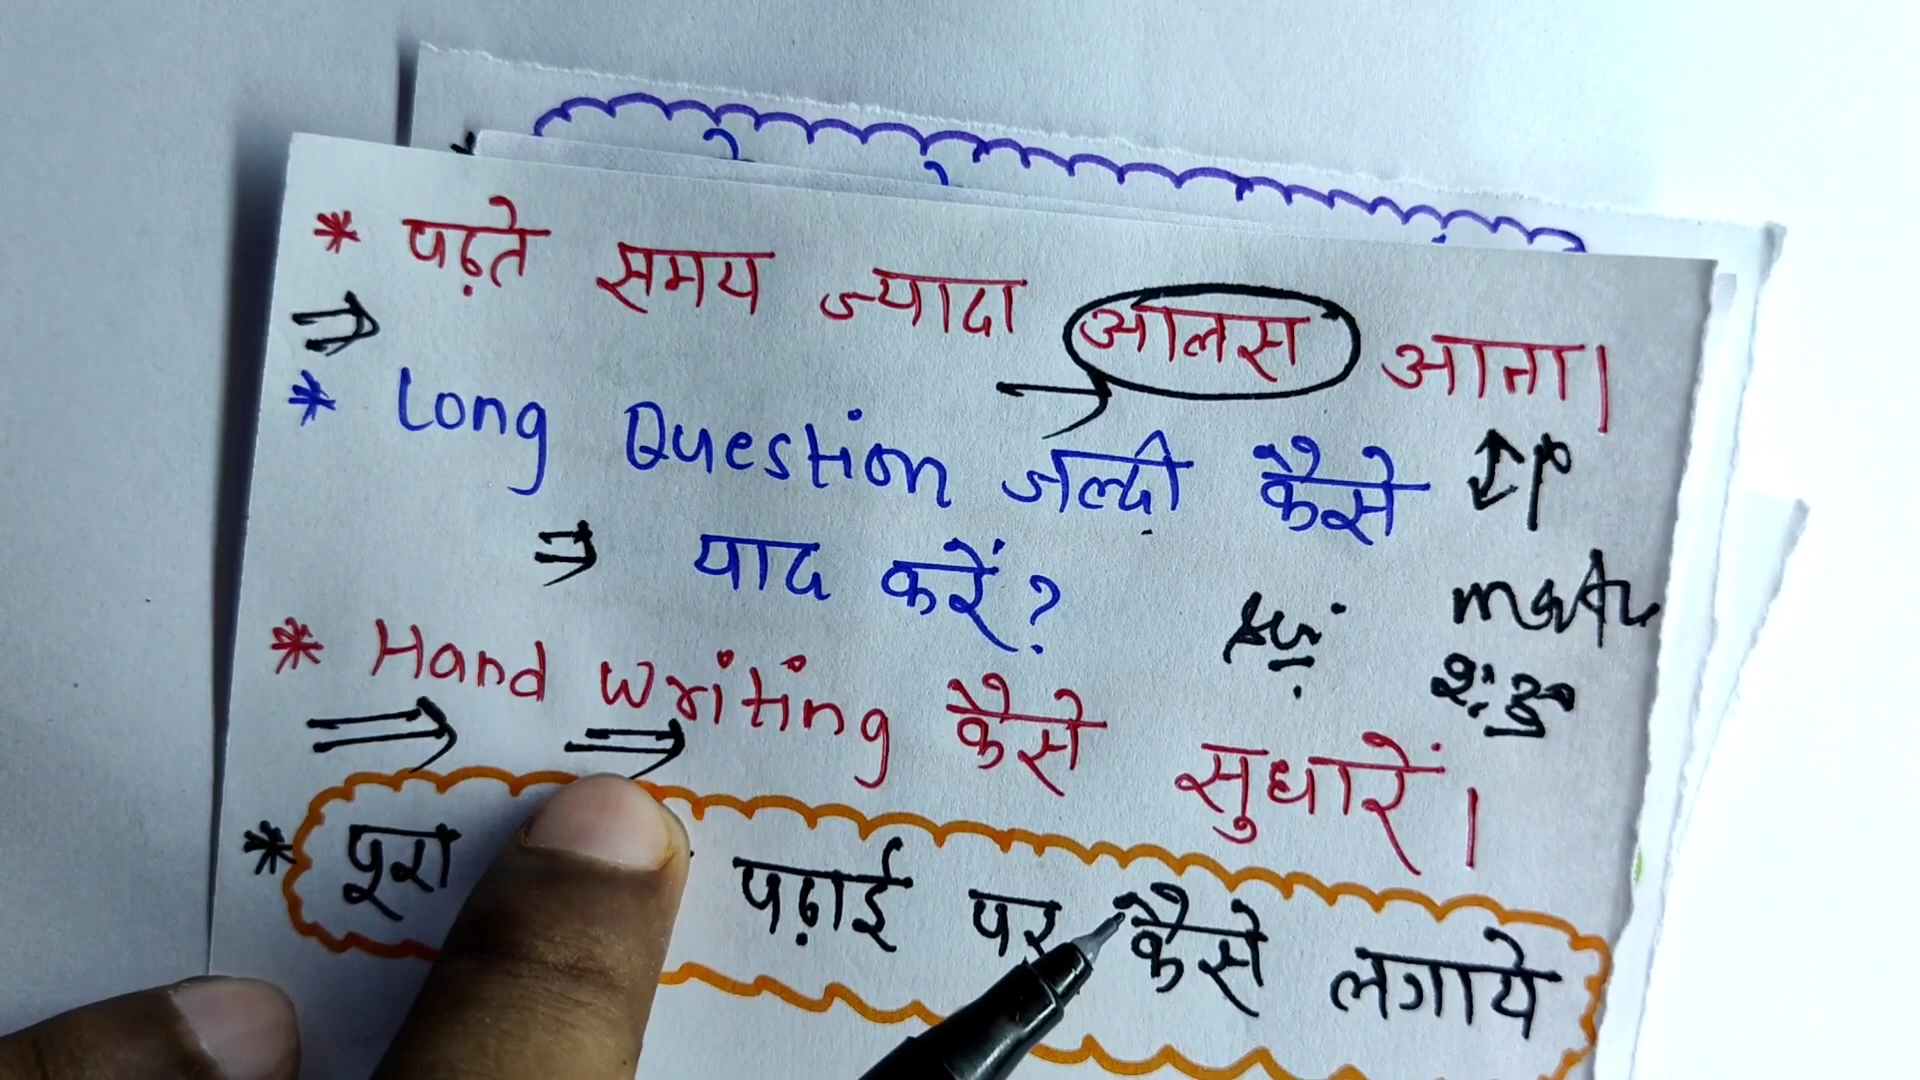 * पढ़ते समय ज्यादा आलस आना।
* Long Question जल्दी कैसे
⇒ याद करें?
* Hand writing कैसे सुधारें।
* पूरा पढ़ाई पर कैसे लगाये